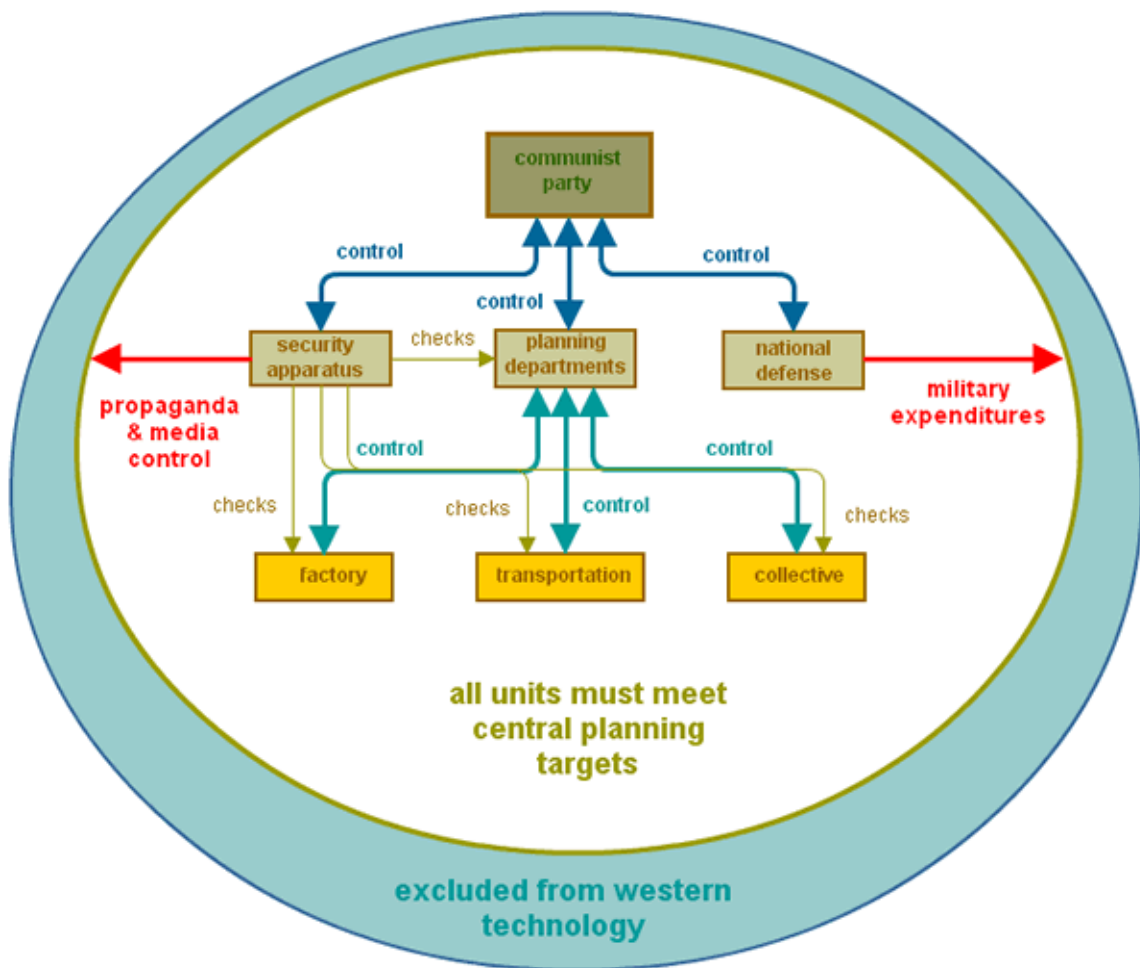 communist
party
control
control
control
security
apparatus
checks
planning
departments
national
defense
propaganda
& media
control
military
expenditures
control
control
checks
checks
control
checks
factory
transportation
collective
all units must meet
central planning
targets
excluded from western
technology